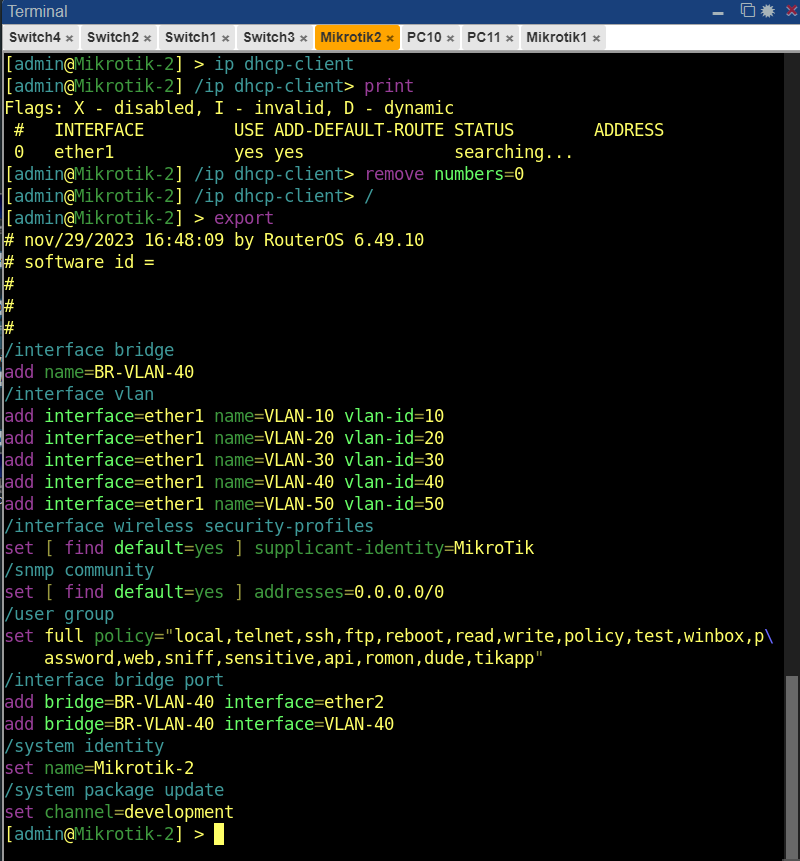 Terminal
Switch4 × Switch2 × Switch1 × Switch3 × Mikrotik2 × PC10 × PC11 × Mikrotik1 ×
[admin@Mikrotik-2] > ip dhcp-client
[admin@Mikrotik-2] /ip dhcp-client> print
Flags: X - disabled, I - invalid, D - dynamic
 #   INTERFACE         USE ADD-DEFAULT-ROUTE STATUS        ADDRESS
 0   ether1            yes yes               searching...
[admin@Mikrotik-2] /ip dhcp-client> remove numbers=0
[admin@Mikrotik-2] /ip dhcp-client> /
[admin@Mikrotik-2] > export
# nov/29/2023 16:48:09 by RouterOS 6.49.10
# software id =
#
#
#
/interface bridge
add name=BR-VLAN-40
/interface vlan
add interface=ether1 name=VLAN-10 vlan-id=10
add interface=ether1 name=VLAN-20 vlan-id=20
add interface=ether1 name=VLAN-30 vlan-id=30
add interface=ether1 name=VLAN-40 vlan-id=40
add interface=ether1 name=VLAN-50 vlan-id=50
/interface wireless security-profiles
set [ find default=yes ] supplicant-identity=MikroTik
/snmp community
set [ find default=yes ] addresses=0.0.0.0/0
/user group
set full policy="local,telnet,ssh,ftp,reboot,read,write,policy,test,winbox,p\
    assword,web,sniff,sensitive,api,romon,dude,tikapp"
/interface bridge port
add bridge=BR-VLAN-40 interface=ether2
add bridge=BR-VLAN-40 interface=VLAN-40
/system identity
set name=Mikrotik-2
/system package update
set channel=development
[admin@Mikrotik-2] >